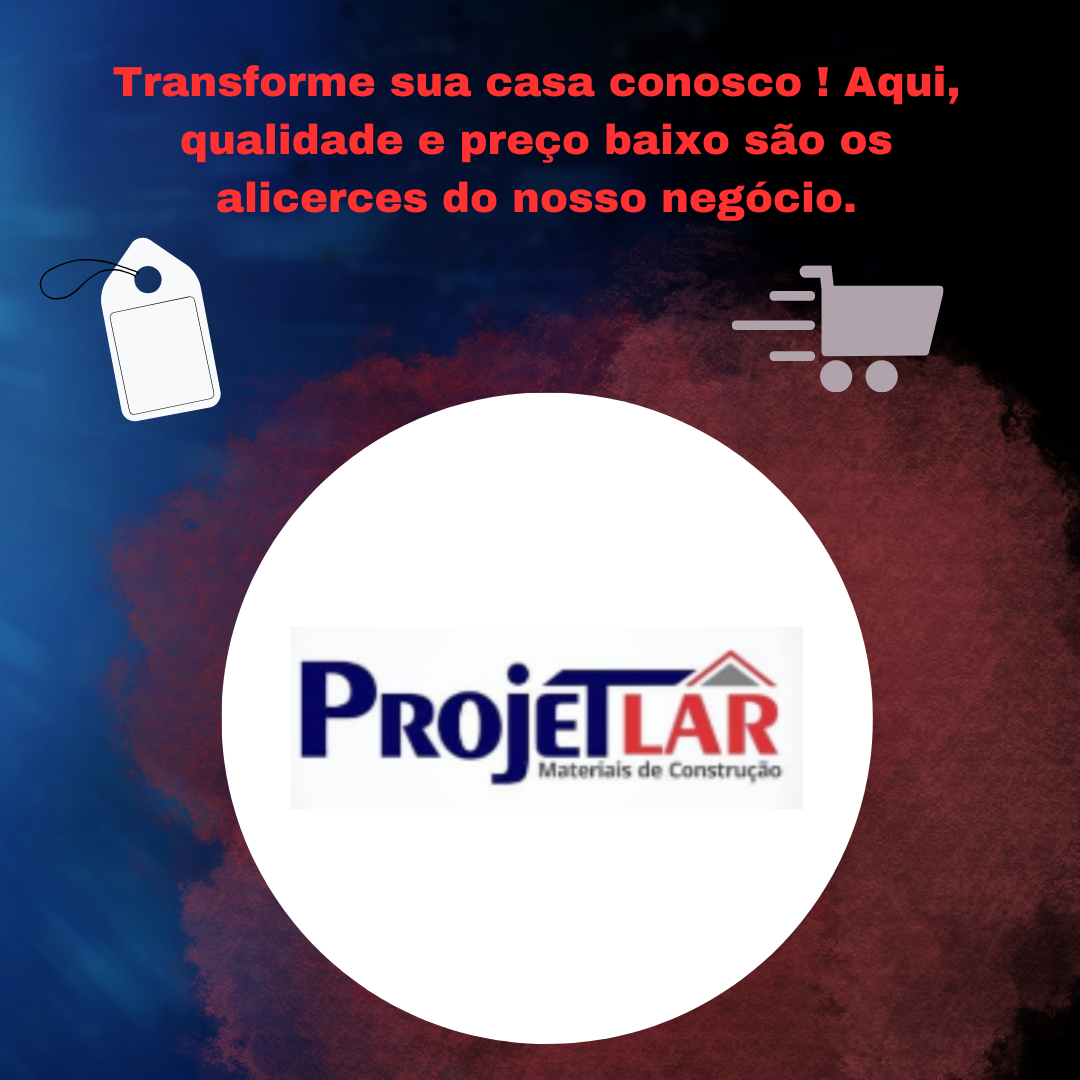 Transforme sua casa conosco ! Aqui,
qualidade e preço baixo são os
alicerces do nosso negócio.
PROJETLAR
Materiais de Construção